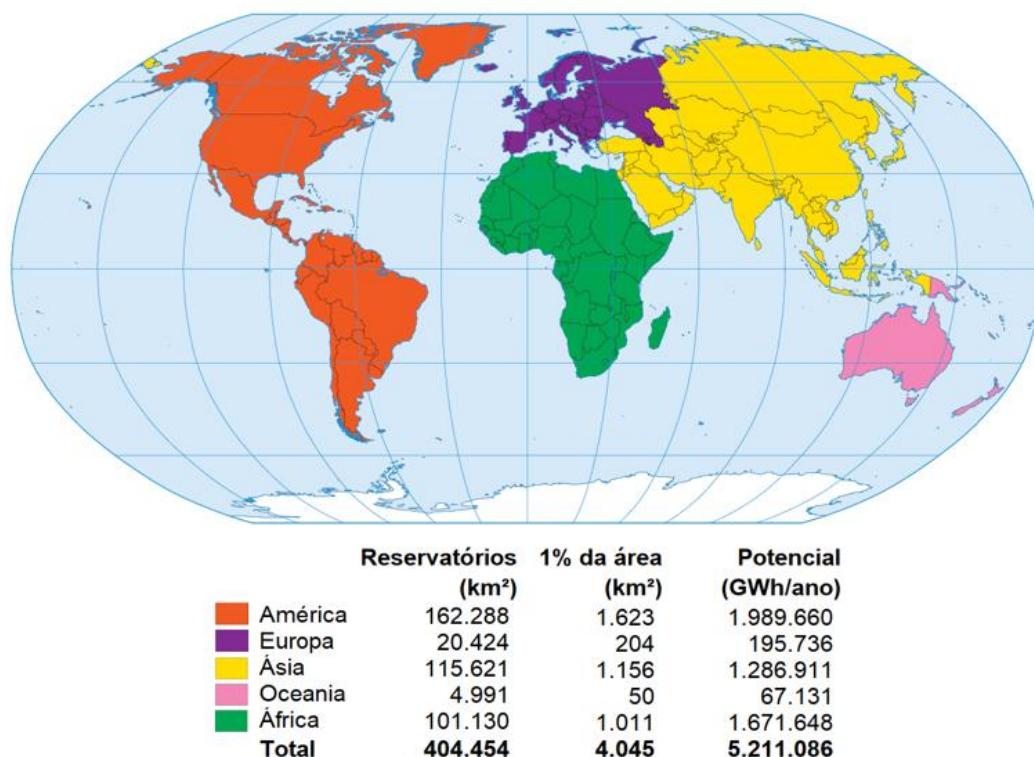 Reservatórios 1% da área Potencial
(km²) (km²) (GWh/ano)
América 162.288 1.623 1.989.660
Europa 20.424 204 195.736
Ásia 115.621 1.156 1.286.911
Oceania 4.991 50 67.131
África 101.130 1.011 1.671.648
Total 404.454 4.045 5.211.086